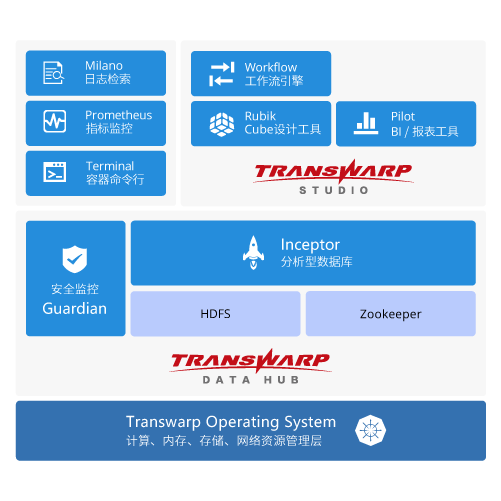 Milano
日志检索
Prometheus
指标监控
Terminal
容器命令行
Workflow
工作流引擎
Rubik
Cube设计工具
Pilot
BI / 报表工具
TRANSWARP
STUDIO
安全监控
Guardian
Inceptor
分析型数据库
HDFS
Zookeeper
TRANSWARP
DATA HUB
Transwarp Operating System
计算、内存、存储、网络资源管理层